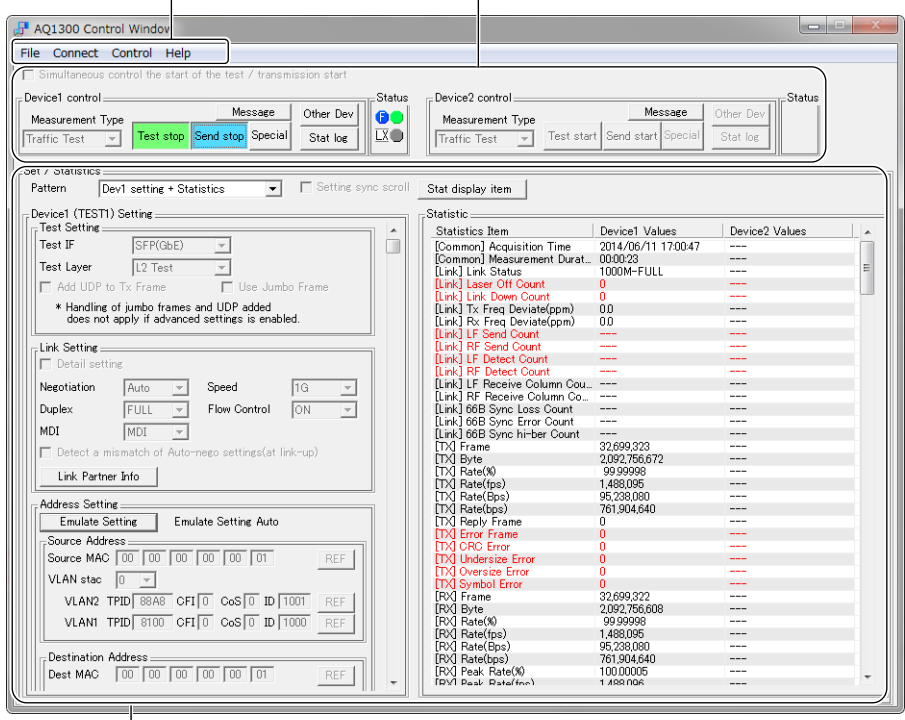 AQ1300 Control Window
File Connect Control Help
Simultaneous control the start of the test / transmission start
Device1 control
Status
Device2 control
Status
Measurement Type
Message
Other Dev
F
Measurement Type
Message
Other Dev
Traffic Test
Test stop
Send stop
Special
Stat log
LX
Traffic Test
Test start
Send start
Special
Stat log
Set / Statistics
Pattern
Dev1 setting + Statistics
Setting sync scroll
Stat display item
Device1 (TEST1) Setting
Test Setting
Test IF SFP(GbE)
Test Layer L2 Test
Add UDP to Tx Frame Use Jumbo Frame
* Handling of jumbo frames and UDP added
does not apply if advanced settings is enabled.
Link Setting
Detail setting
Negotiation Auto Speed 1G
Duplex FULL Flow Control ON
MDI MDI
Detect a mismatch of Auto-nego settings(at link-up)
Link Partner Info
Address Setting
Emulate Setting Emulate Setting Auto
Source Address
Source MAC 00 00 00 00 00 01 REF
VLAN stac 0
VLAN2 TPID 88A8 CFI 0 CoS 0 ID 1001 REF
VLAN1 TPID 8100 CFI 0 CoS 0 ID 1000 REF
Destination Address
Dest MAC 00 00 00 00 00 01 REF
Statistic
Statistics Item Device1 Values Device2 Values
[Common] Acquisition Time 2014/06/11 17:00:47 ---
[Common] Measurement Durat... 00:00:23 ---
[Link] Link Status 1000M-FULL ---
[Link] Laser Off Count 0 ---
[Link] Link Down Count 0 ---
[Link] Tx Freq Deviate(ppm) 0.0 ---
[Link] Rx Freq Deviate(ppm) 0.0 ---
[Link] LF Send Count --- ---
[Link] RF Send Count --- ---
[Link] LF Detect Count --- ---
[Link] RF Detect Count --- ---
[Link] LF Receive Column Cou... --- ---
[Link] RF Receive Column Co... --- ---
[Link] 66B Sync Loss Count --- ---
[Link] 66B Sync Error Count --- ---
[Link] 66B Sync hi-ber Count --- ---
[TX] Frame 32,699,323 ---
[TX] Byte 2,092,756,672 ---
[TX] Rate(%) 99.99998 ---
[TX] Rate(fps) 1,488,095 ---
[TX] Rate(Bps) 95,238,080 ---
[TX] Rate(bps) 761,904,640 ---
[TX] Reply Frame 0 ---
[TX] Error Frame 0 ---
[TX] CRC Error 0 ---
[TX] Undersize Error 0 ---
[TX] Oversize Error 0 ---
[TX] Symbol Error 0 ---
[RX] Frame 32,699,322 ---
[RX] Byte 2,092,756,608 ---
[RX] Rate(%) 99.99998 ---
[RX] Rate(fps) 1,488,095 ---
[RX] Rate(Bps) 95,238,080 ---
[RX] Rate(bps) 761,904,640 ---
[RX] Peak Rate(%) 100.00005 ---
[RX] Peak Rate(fps) 1,488,096 ---